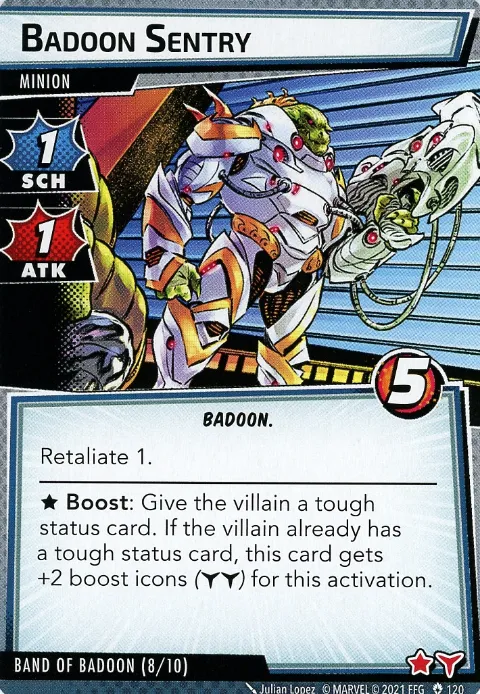 BADOON SENTRY
MINION
1
SCH
1
ATK
5
BADOON.
Retaliate 1.
★ Boost: Give the villain a tough
status card. If the villain already has
a tough status card, this card gets
+2 boost icons () for this activation.
BAND OF BADOON (8/10)
Julian Lopez © MARVEL © 2021 FFG 120